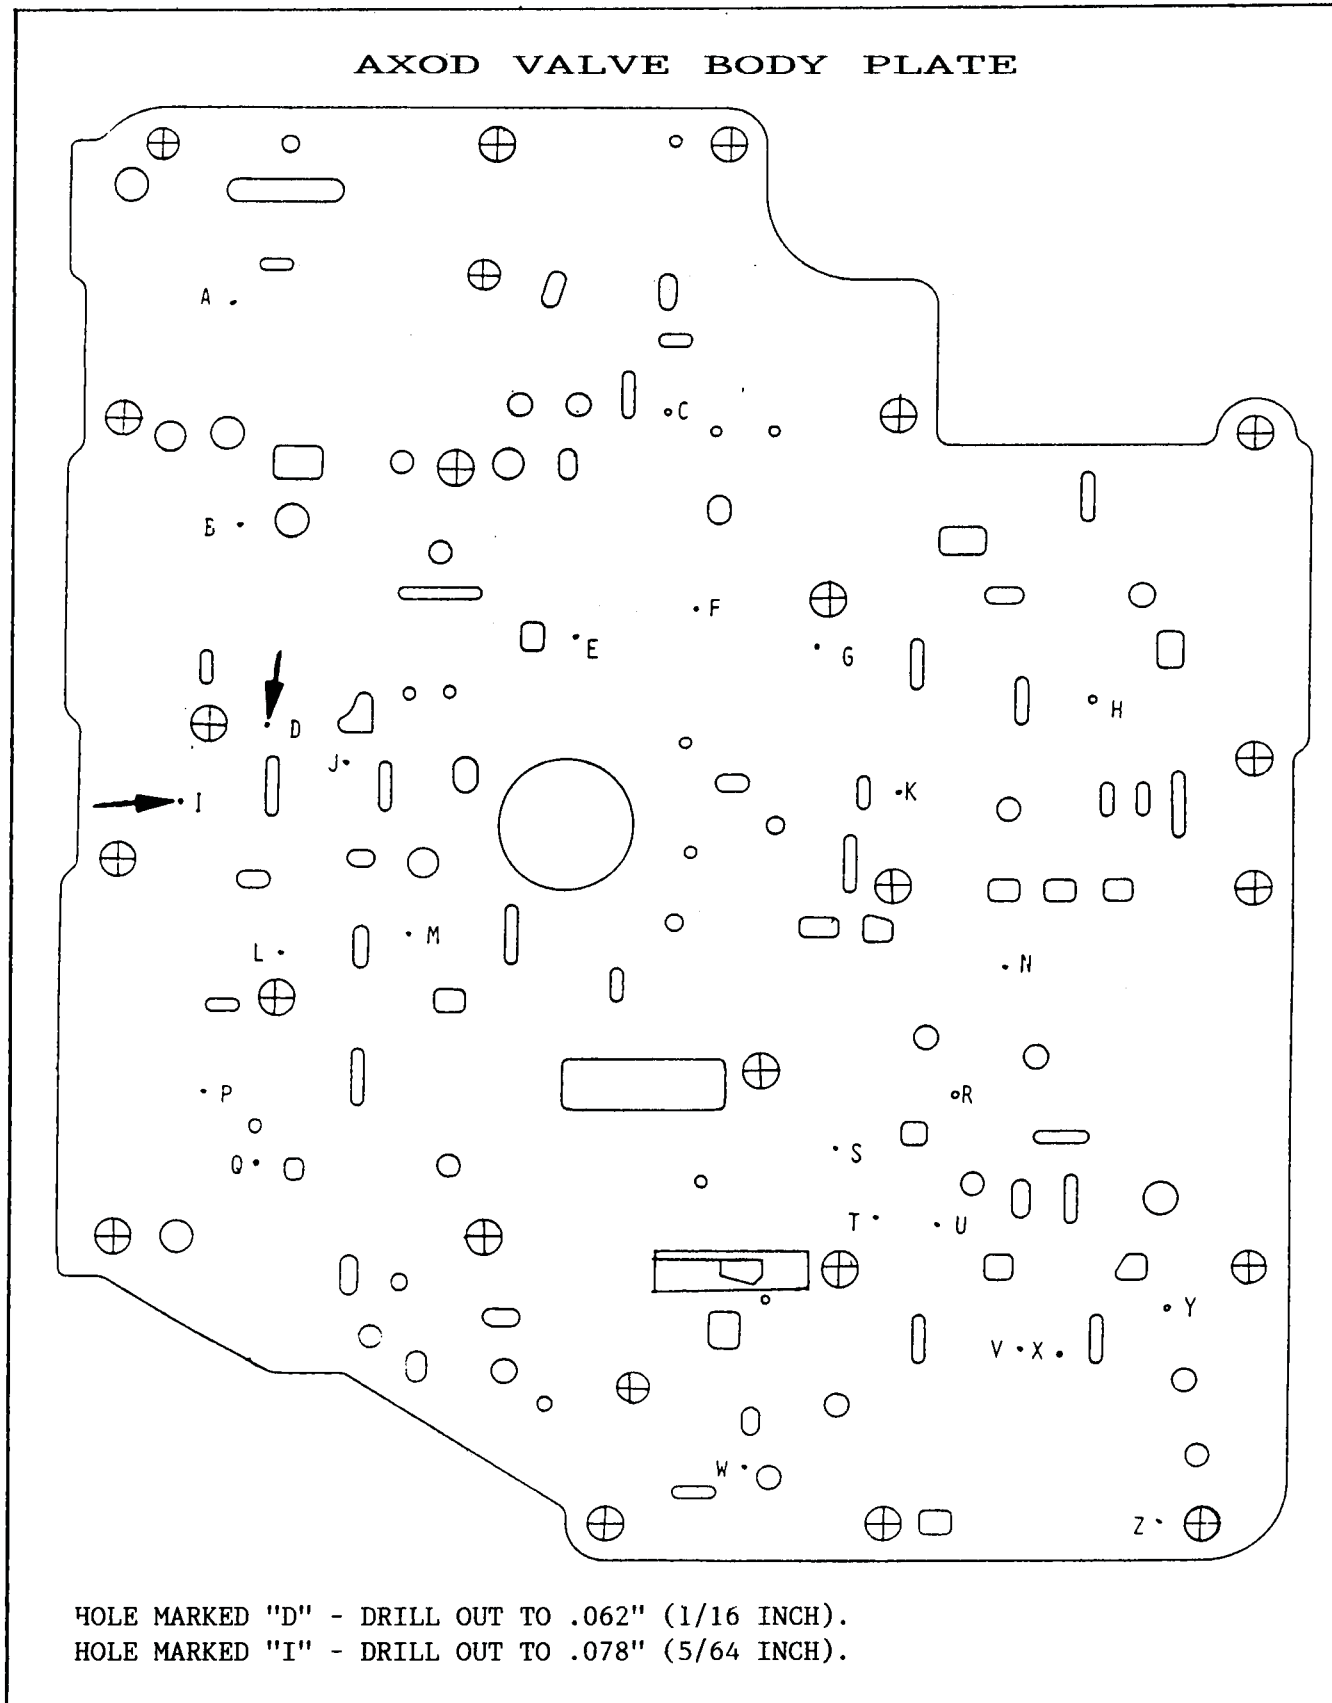 AXOD VALVE BODY PLATE
A
C
B
F
E
G
D
H
J
I
K
L
M
N
P
R
Q
S
T
U
Y
V
X
W
Z
HOLE MARKED "D" - DRILL OUT TO .062" (1/16 INCH).
HOLE MARKED "I" - DRILL OUT TO .078" (5/64 INCH).